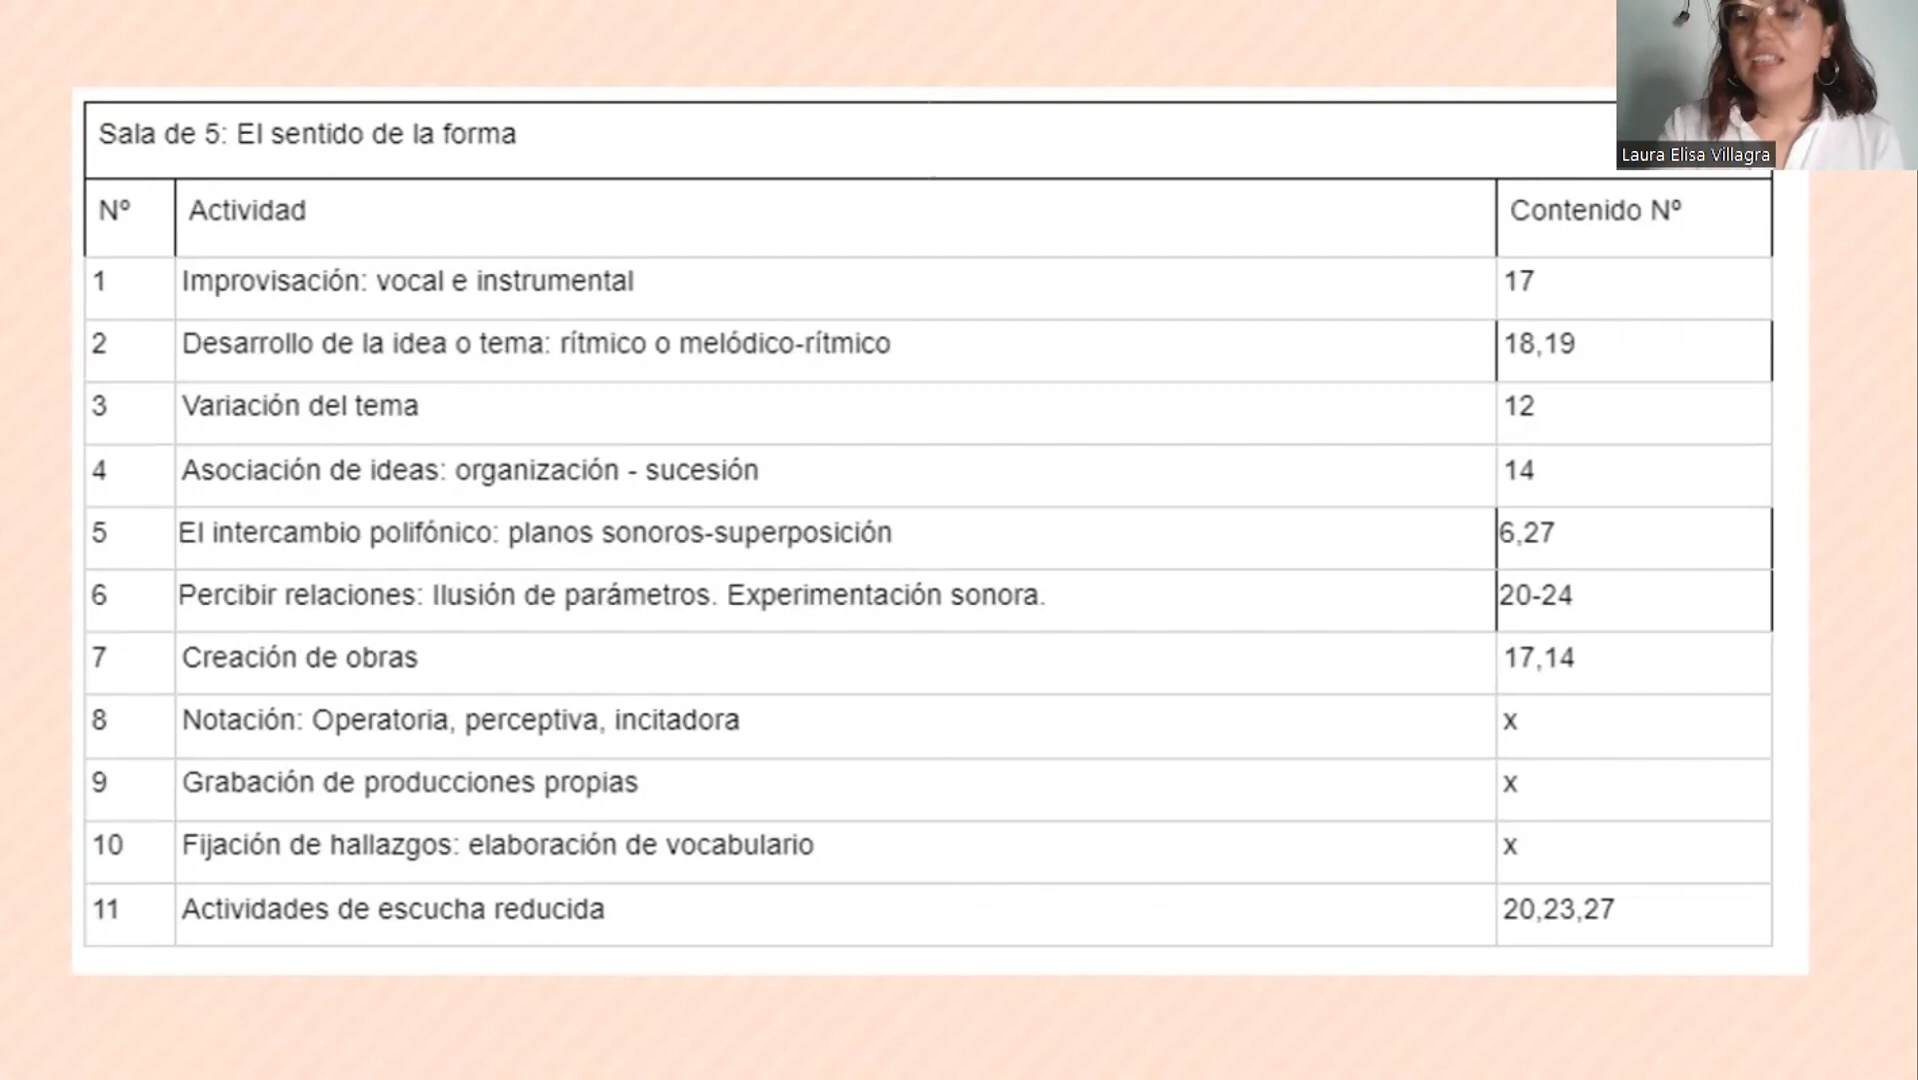 Laura Elisa Villagra
Sala de 5: El sentido de la forma
Nº Actividad Contenido Nº
1 Improvisación: vocal e instrumental 17
2 Desarrollo de la idea o tema: rítmico o melódico-rítmico 18,19
3 Variación del tema 12
4 Asociación de ideas: organización - sucesión 14
5 El intercambio polifónico: planos sonoros-superposición 6,27
6 Percibir relaciones: Ilusión de parámetros. Experimentación sonora. 20-24
7 Creación de obras 17,14
8 Notación: Operatoria, perceptiva, incitadora x
9 Grabación de producciones propias x
10 Fijación de hallazgos: elaboración de vocabulario x
11 Actividades de escucha reducida 20,23,27